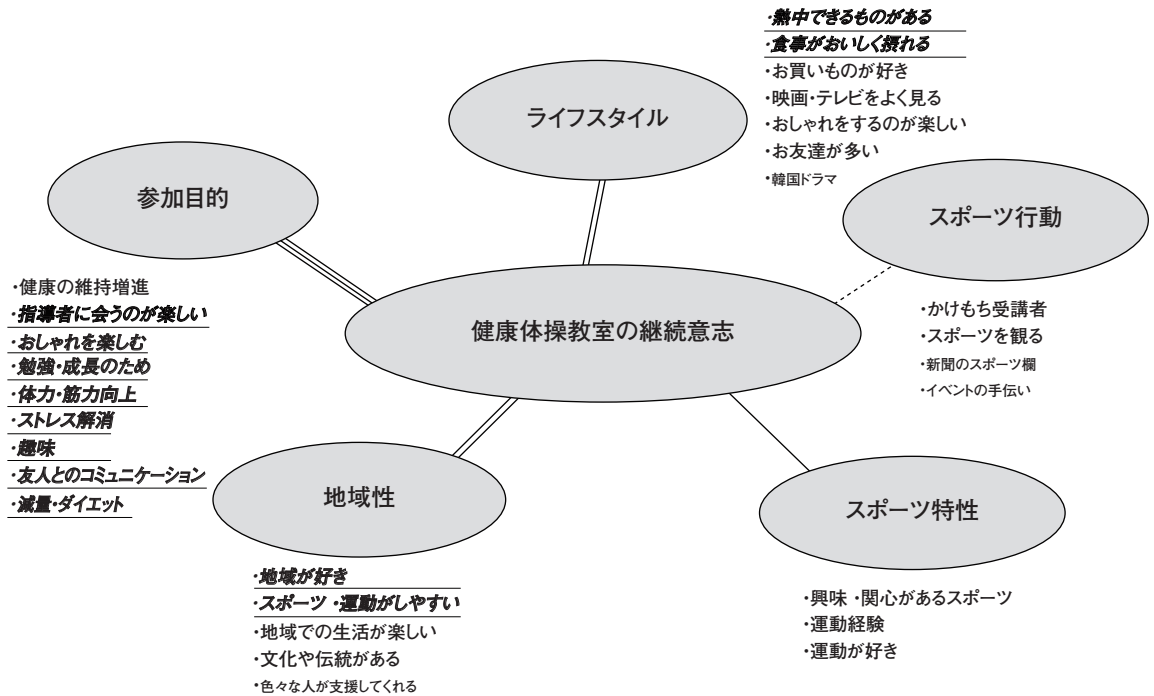 ライフスタイル
・熱中できるものがある
・食事がおいしく摂れる
・お買いものが好き
・映画・テレビをよく見る
・おしゃれをするのが楽しい
・お友達が多い
・韓国ドラマ
参加目的
・健康の維持増進
・指導者に会うのが楽しい
・おしゃれを楽しむ
・勉強・成長のため
・体力・筋力向上
・ストレス解消
・趣味
・友人とのコミュニケーション
・減量・ダイエット
スポーツ行動
・かけもち受講者
・スポーツを観る
・新聞のスポーツ欄
・イベントの手伝い
健康体操教室の継続意志
地域性
・地域が好き
・スポーツ・運動がしやすい
・地域での生活が楽しい
・文化や伝統がある
・色々な人が支援してくれる
スポーツ特性
・興味・関心があるスポーツ
・運動経験
・運動が好き